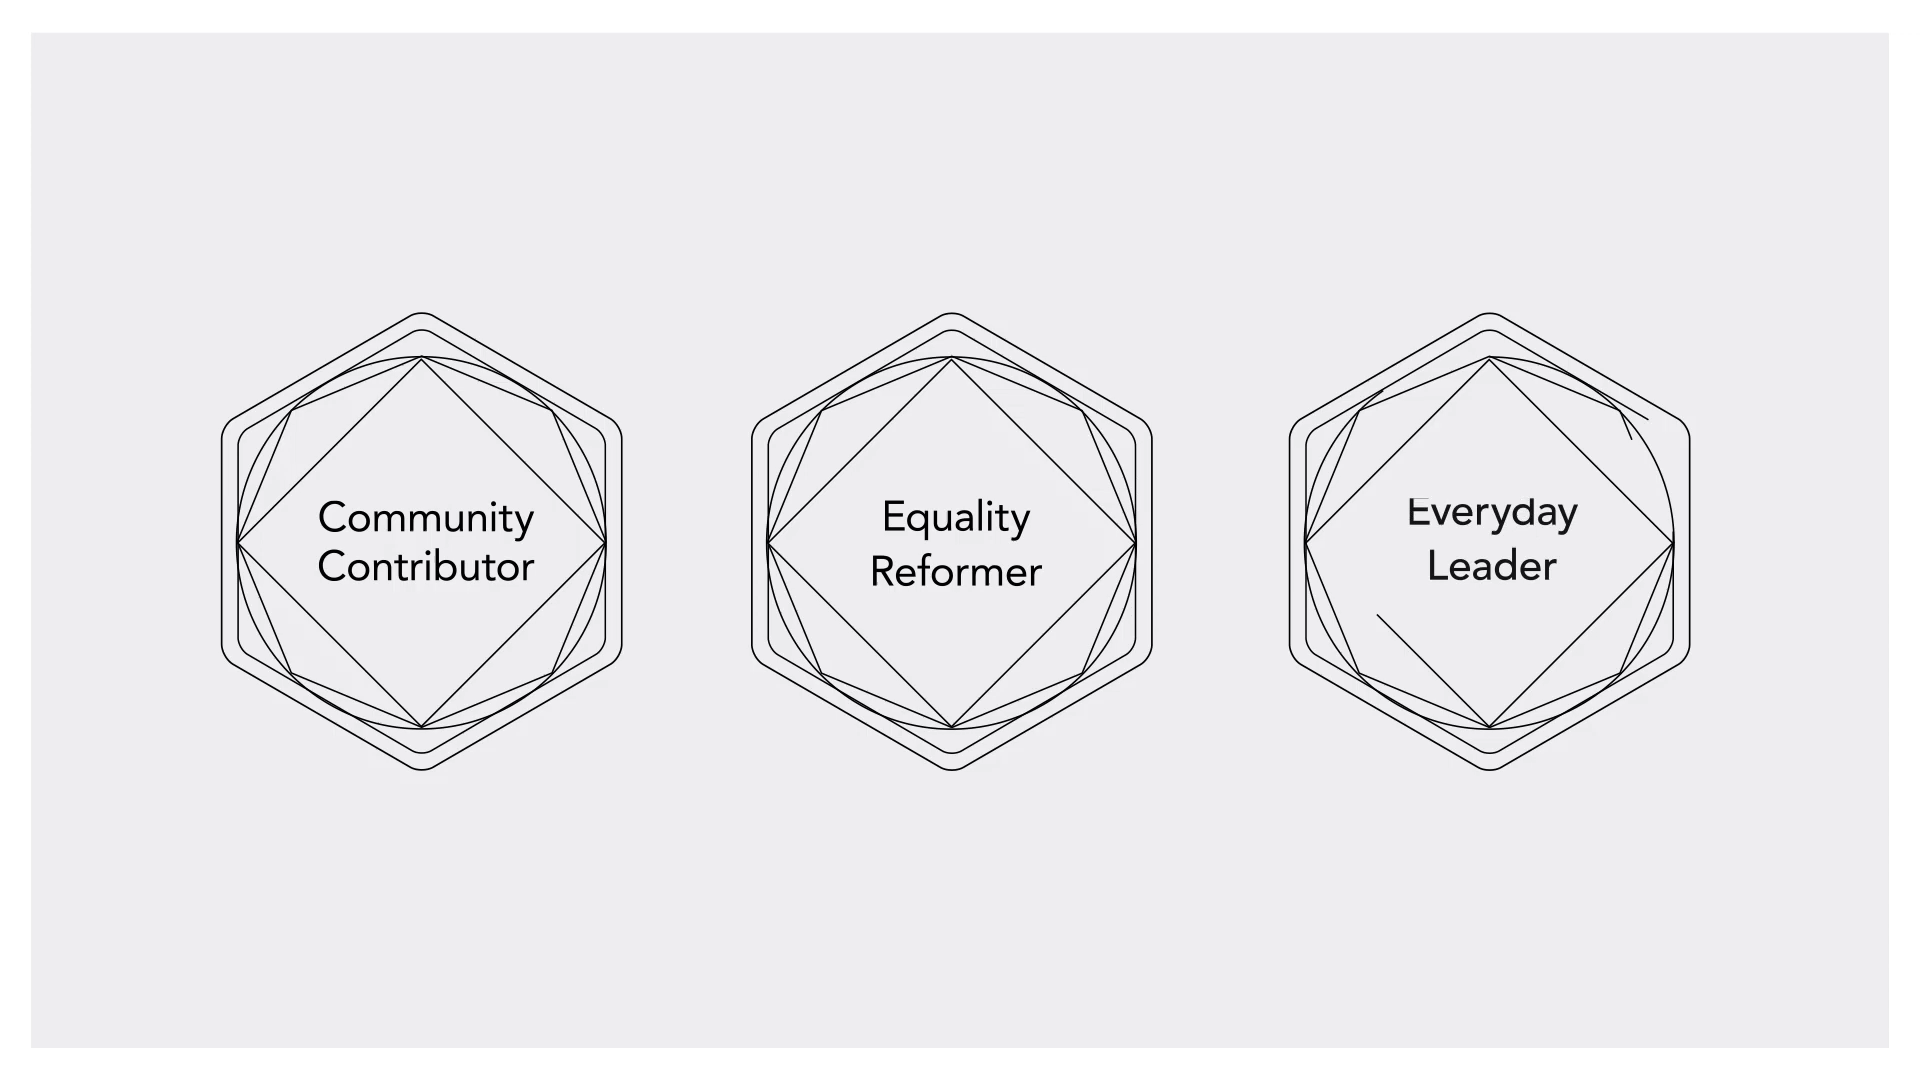 Community
Contributor
Equality
Reformer
Everyday
Leader